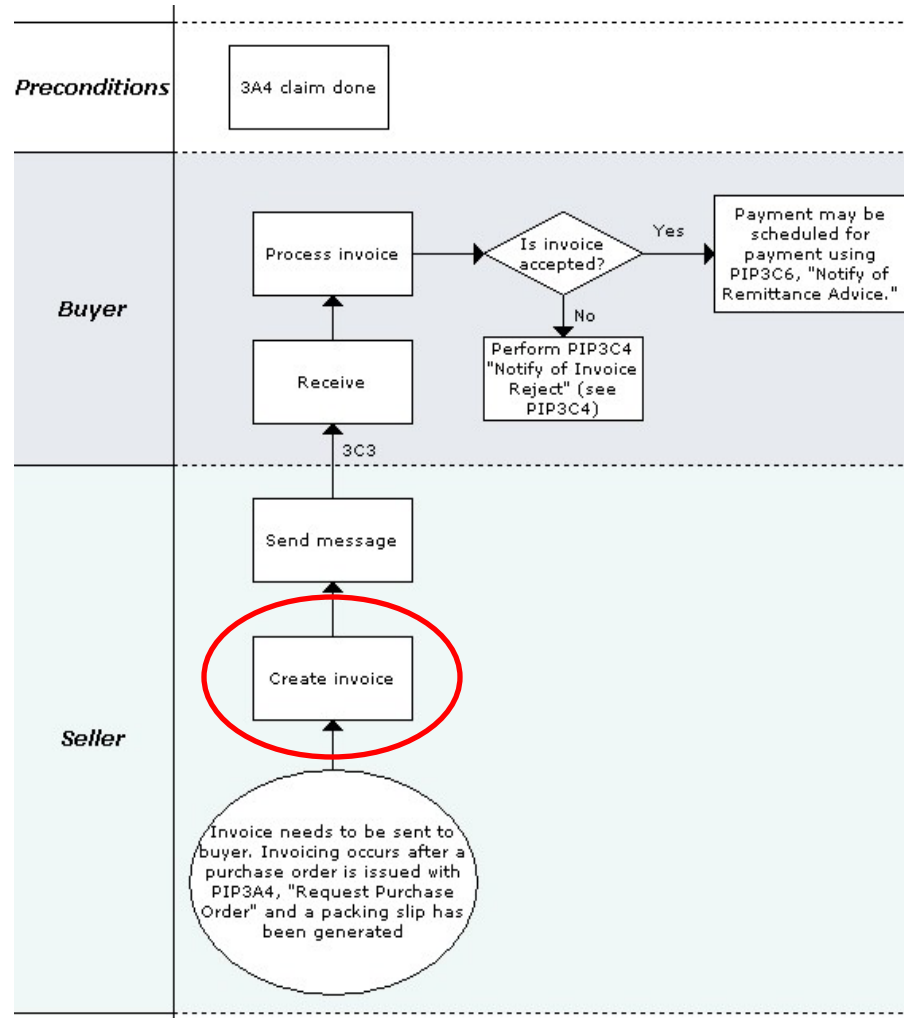 Preconditions
3A4 claim done
Buyer
Process invoice
Is invoice
accepted?
Yes
Payment may be
scheduled for
payment using
PIP3C6, "Notify of
Remittance Advice."
No
Perform PIP3C4
"Notify of Invoice
Reject" (see
PIP3C4)
Receive
3C3
Seller
Send message
Create invoice
Invoice needs to be sent to
buyer. Invoicing occurs after a
purchase order is issued with
PIP3A4, "Request Purchase
Order" and a packing slip has
been generated